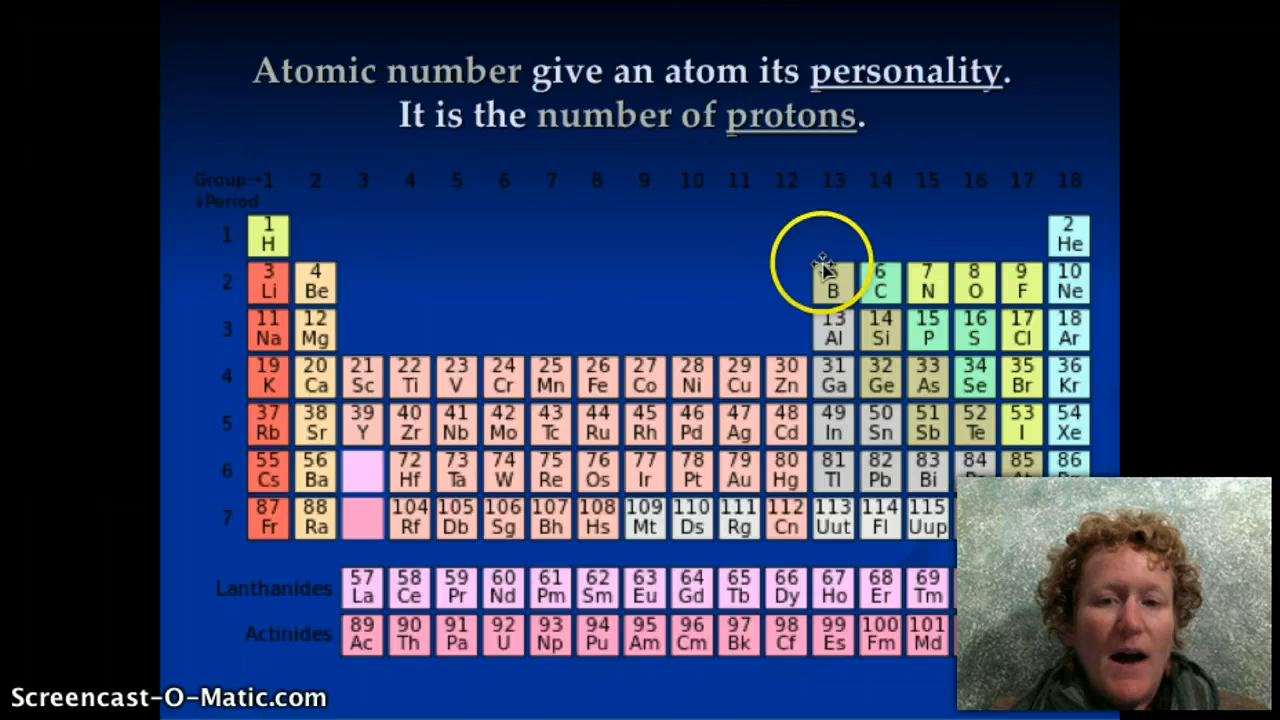 Atomic number give an atom its personality.
It is the number of protons.
Group→1 2 3 4 5 6 7 8 9 10 11 12 13 14 15 16 17 18
↓Period
1 1 H 2 He
2 3 Li 4 Be B 6 C 7 N 8 O 9 F 10 Ne
3 11 Na 12 Mg 13 Al 14 Si 15 P 16 S 17 Cl 18 Ar
4 19 K 20 Ca 21 Sc 22 Ti 23 V 24 Cr 25 Mn 26 Fe 27 Co 28 Ni 29 Cu 30 Zn 31 Ga 32 Ge 33 As 34 Se 35 Br 36 Kr
5 37 Rb 38 Sr 39 Y 40 Zr 41 Nb 42 Mo 43 Tc 44 Ru 45 Rh 46 Pd 47 Ag 48 Cd 49 In 50 Sn 51 Sb 52 Te 53 I 54 Xe
6 55 Cs 56 Ba 72 Hf 73 Ta 74 W 75 Re 76 Os 77 Ir 78 Pt 79 Au 80 Hg 81 Tl 82 Pb 83 Bi 84 85 86
7 87 Fr 88 Ra 104 Rf 105 Db 106 Sg 107 Bh 108 Hs 109 Mt 110 Ds 111 Rg 112 Cn 113 Uut 114 Fl 115 Uup
Lanthanides 57 La 58 Ce 59 Pr 60 Nd 61 Pm 62 Sm 63 Eu 64 Gd 65 Tb 66 Dy 67 Ho 68 Er 69 Tm
Actinides 89 Ac 90 Th 91 Pa 92 U 93 Np 94 Pu 95 Am 96 Cm 97 Bk 98 Cf 99 Es 100 Fm 101 Md
Screencast-O-Matic.com